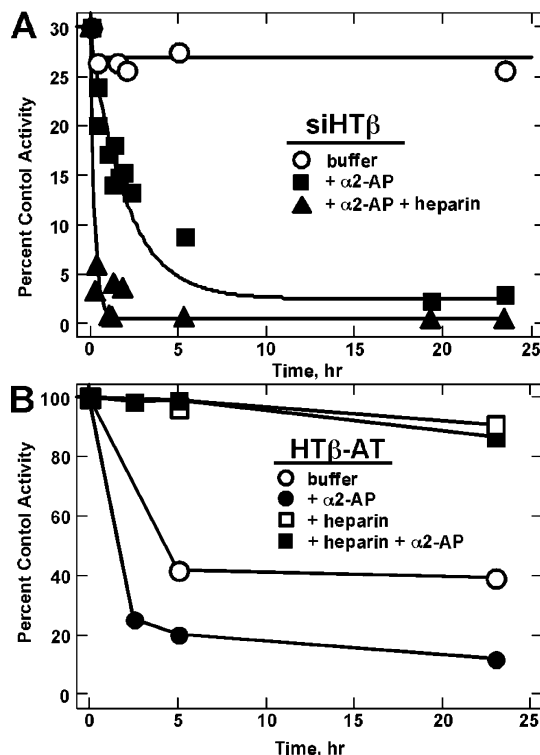 A
30
25
20
15
10
5
0
Percent Contol Activity
siHTβ
buffer
+ α2-AP
+ α2-AP + heparin
0 5 10 15 20 25
Time, hr
B
100
80
60
40
20
0
Percent Contol Activity
HTβ-AT
buffer
+ α2-AP
+ heparin
+ heparin + α2-AP
0 5 10 15 20 25
Time, hr